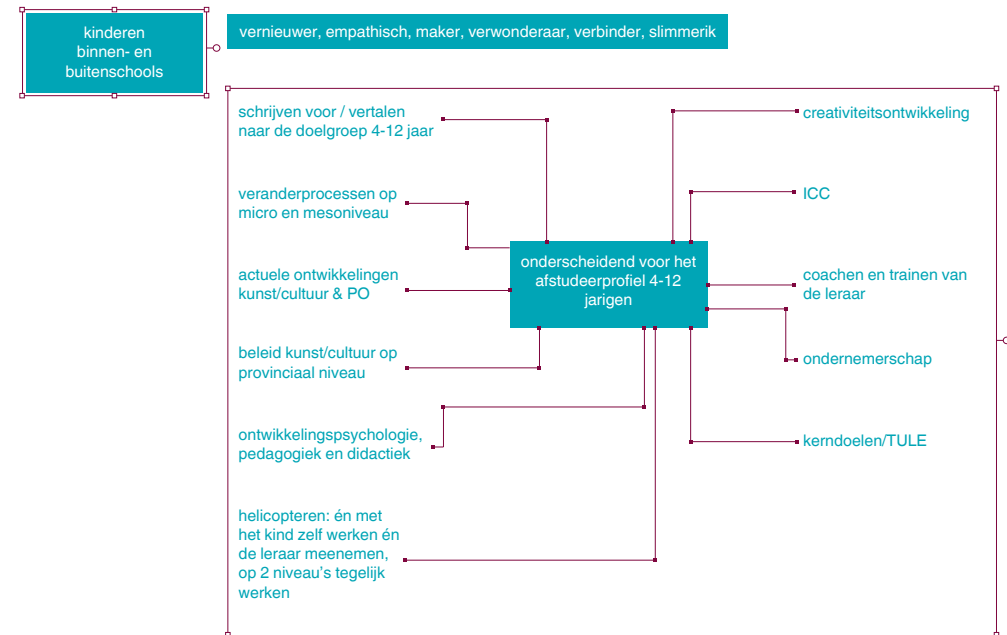 kinderen
binnen- en
buitenschools
vernieuwer, empathisch, maker, verwonderaar, verbinder, slimmerik
schrijven voor / vertalen
naar de doelgroep 4-12 jaar
veranderprocessen op
micro en mesoniveau
actuele ontwikkelingen
kunst/cultuur & PO
beleid kunst/cultuur op
provinciaal niveau
ontwikkelingspsychologie,
pedagogiek en didactiek
helicopteren: én met
het kind zelf werken én
de leraar meenemen,
op 2 niveau's tegelijk
werken
onderscheidend voor het
afstudeerprofiel 4-12
jarigen
creativiteitsontwikkeling
ICC
coachen en trainen van
de leraar
ondernemerschap
kerndoelen/TULE